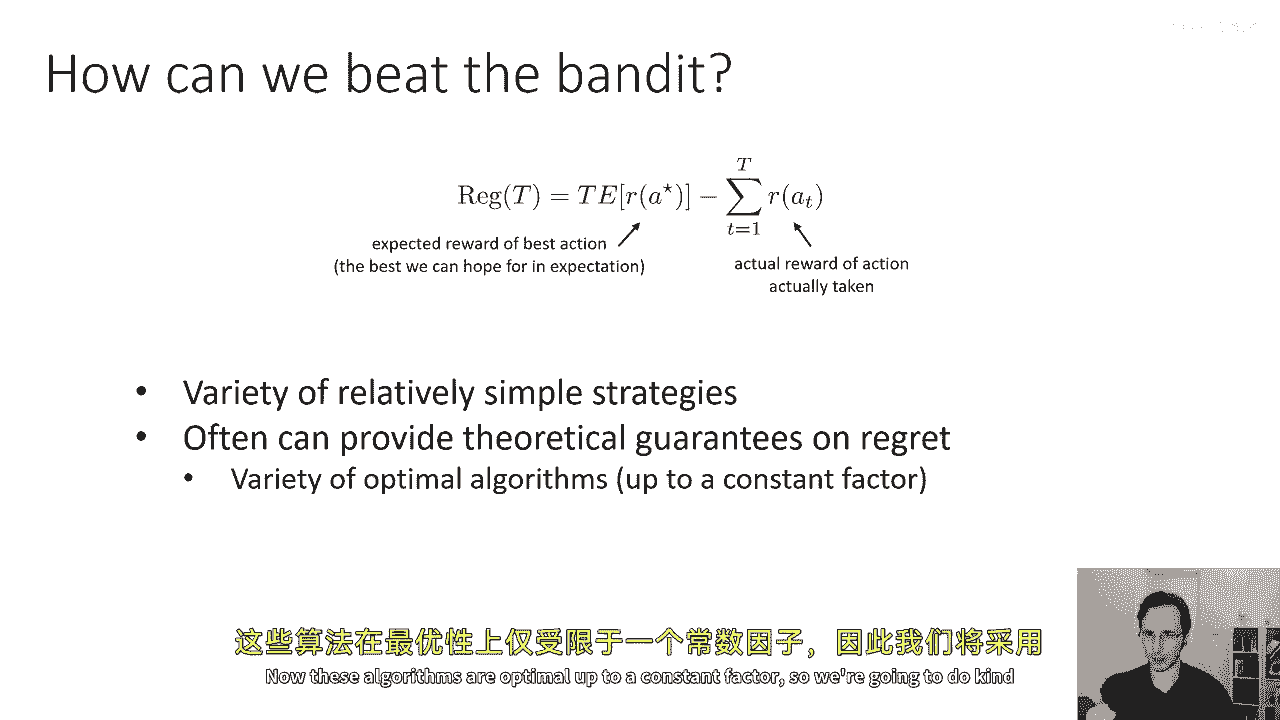 How can we beat the bandit?
Reg(T) = TE[r(a⋆)] − ∑_{t=1}^{T} r(a_t)
expected reward of best action
(the best we can hope for in expectation)
actual reward of action
actually taken
• Variety of relatively simple strategies
• Often can provide theoretical guarantees on regret
• Variety of optimal algorithms (up to a constant factor)
这些算法在最优性上仅受限于一个常数因子，因此我们将采用
Now these algorithms are optimal up to a constant factor, so we're going to do kind